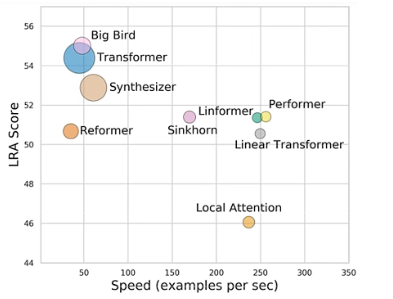 56
Big Bird
Transformer
54
Synthesizer
52
Linformer
Performer
Sinkhorn
Reformer
50
Linear Transformer
48
Local Attention
46
44
50 100 150 200 250 300 350
LRA Score
Speed (examples per sec)